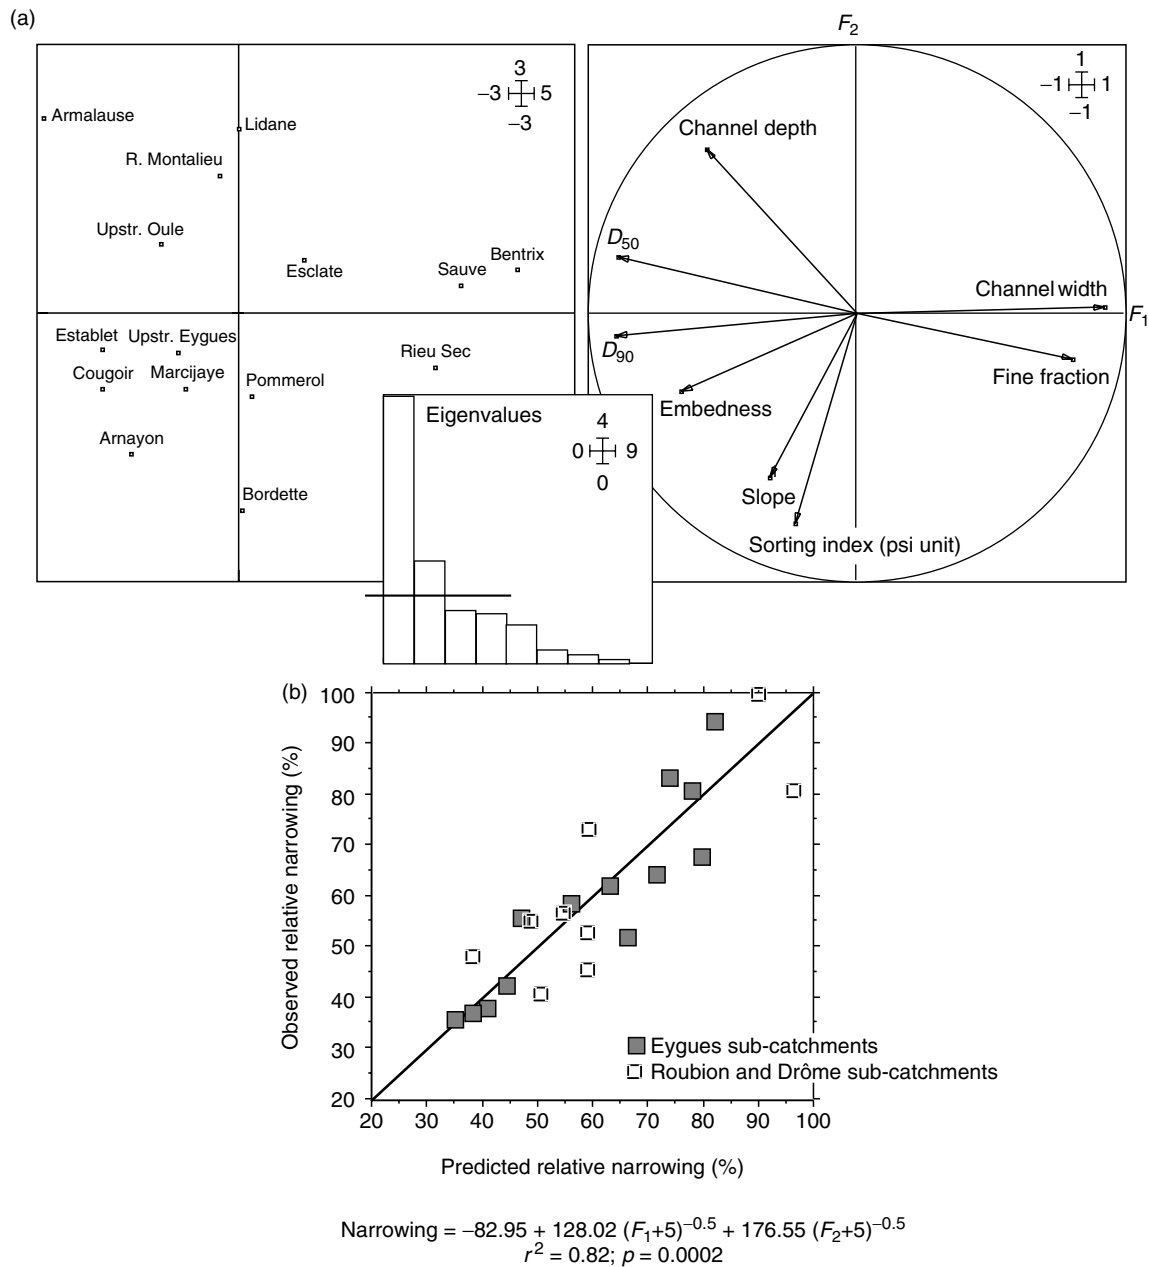 (a)
F2
3
−3 5
−3
1
−1 1
−1
Armalause
Lidane
R. Montalieu
Upstr. Oule
Esclate
Sauve
Bentrix
Establet
Upstr. Eygues
Cougoir
Marcijaye
Pommerol
Rieu Sec
Arnayon
Bordette
Channel depth
D50
Channel width
F1
D90
Fine fraction
Embedness
Slope
Sorting index (psi unit)
Eigenvalues
4
0 9
0
(b)
100
90
80
70
60
50
40
30
20
Observed relative narrowing (%)
Eygues sub-catchments
Roubion and Drôme sub-catchments
20 30 40 50 60 70 80 90 100
Predicted relative narrowing (%)
Narrowing = −82.95 + 128.02 (F1+5)−0.5 + 176.55 (F2+5)−0.5
r2 = 0.82; p = 0.0002